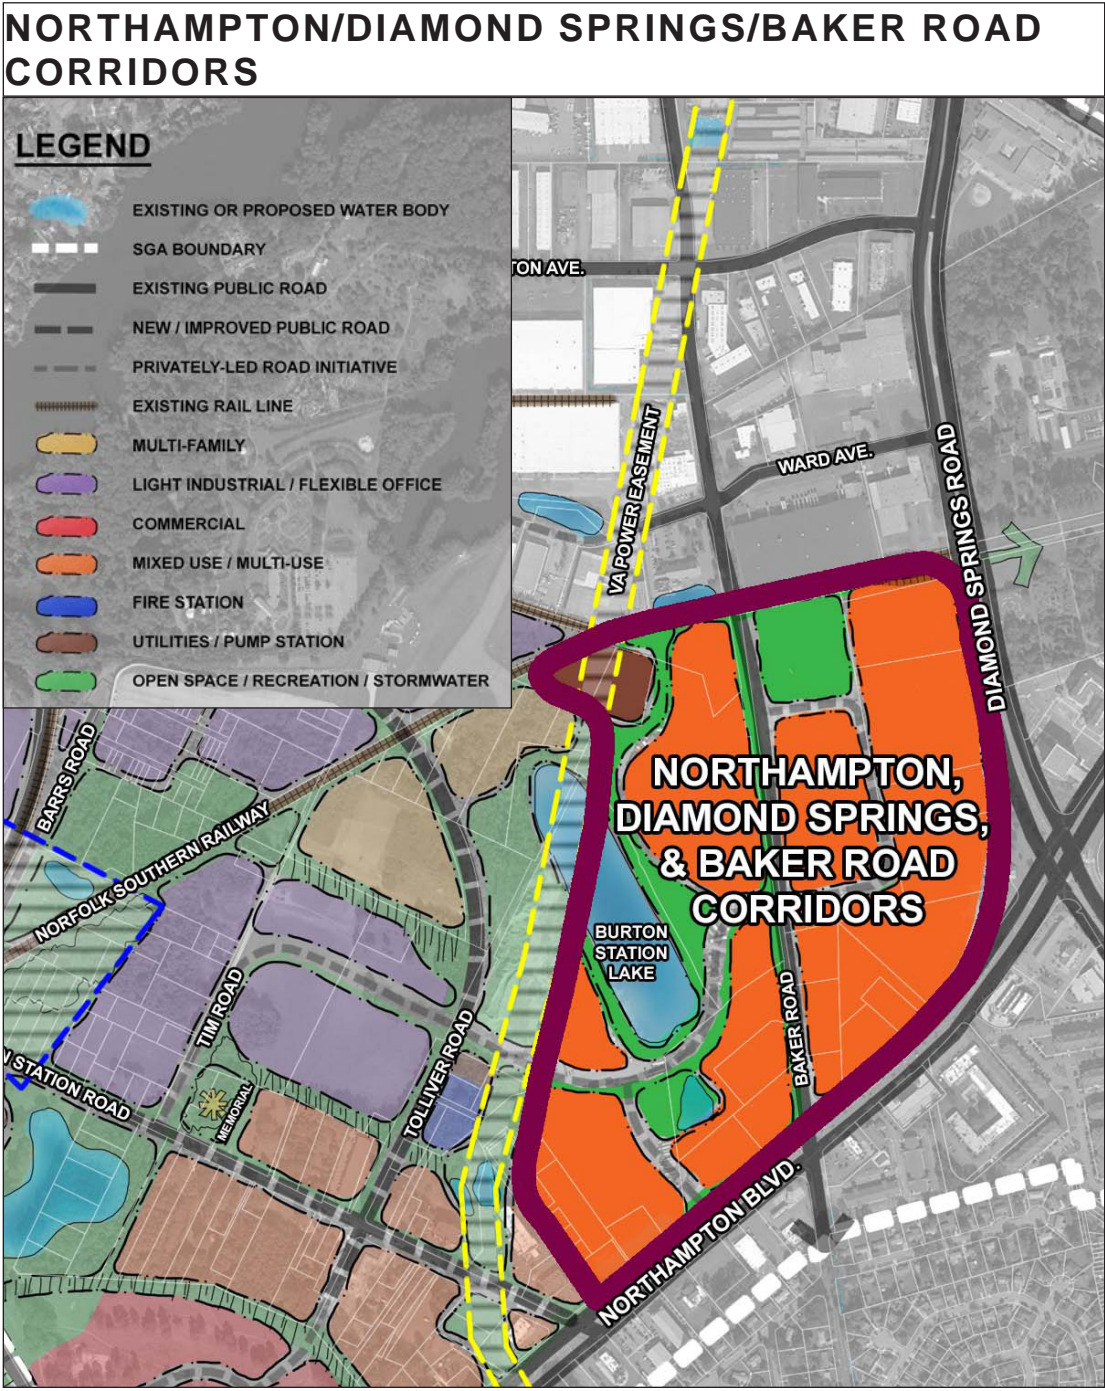 NORTHAMPTON/DIAMOND SPRINGS/BAKER ROAD
CORRIDORS
LEGEND
EXISTING OR PROPOSED WATER BODY
SGA BOUNDARY
EXISTING PUBLIC ROAD
NEW / IMPROVED PUBLIC ROAD
PRIVATELY-LED ROAD INITIATIVE
EXISTING RAIL LINE
MULTI-FAMILY
LIGHT INDUSTRIAL / FLEXIBLE OFFICE
COMMERCIAL
MIXED USE / MULTI-USE
FIRE STATION
UTILITIES / PUMP STATION
OPEN SPACE / RECREATION / STORMWATER
TON AVE.
WARD AVE.
VA POWER EASEMENT
DIAMOND SPRINGS ROAD
NORTHAMPTON,
DIAMOND SPRINGS,
& BAKER ROAD
CORRIDORS
BURTON
STATION
LAKE
BARRS ROAD
NORFOLK SOUTHERN RAILWAY
TIM ROAD
TOLLIVER ROAD
BAKER ROAD
N STATION ROAD
MEMORIAL
NORTHAMPTON BLVD.